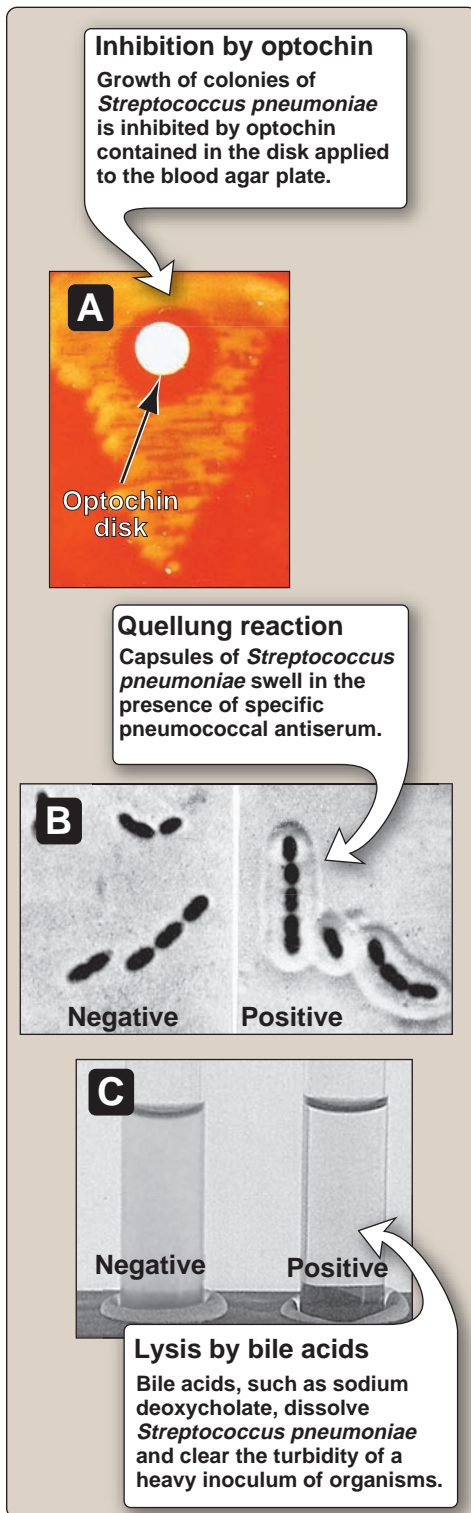 Inhibition by optochin
Growth of colonies of
Streptococcus pneumoniae
is inhibited by optochin
contained in the disk applied
to the blood agar plate.
A
Optochin
disk
Quellung reaction
Capsules of Streptococcus
pneumoniae swell in the
presence of specific
pneumococcal antiserum.
B
Negative
Positive
C
Negative
Positive
Lysis by bile acids
Bile acids, such as sodium
deoxycholate, dissolve
Streptococcus pneumoniae
and clear the turbidity of a
heavy inoculum of organisms.